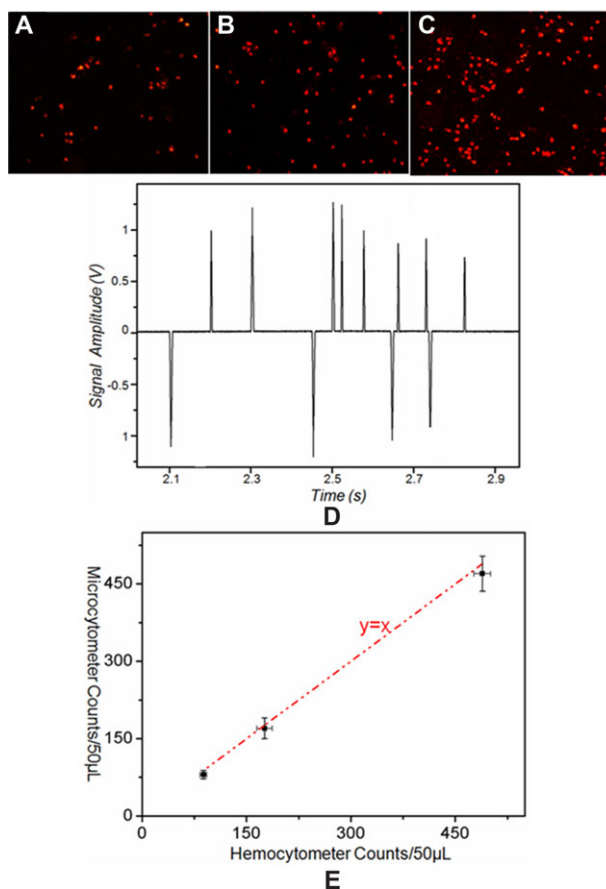 A
B
C
Signal Amplitude (V)
1
0.5
0
-0.5
1
2.1
2.3
2.5
2.7
2.9
Time (s)
D
Microcytometer Counts/50µL
450
300
150
0
y=x
0
150
300
450
Hemocytometer Counts/50µL
E